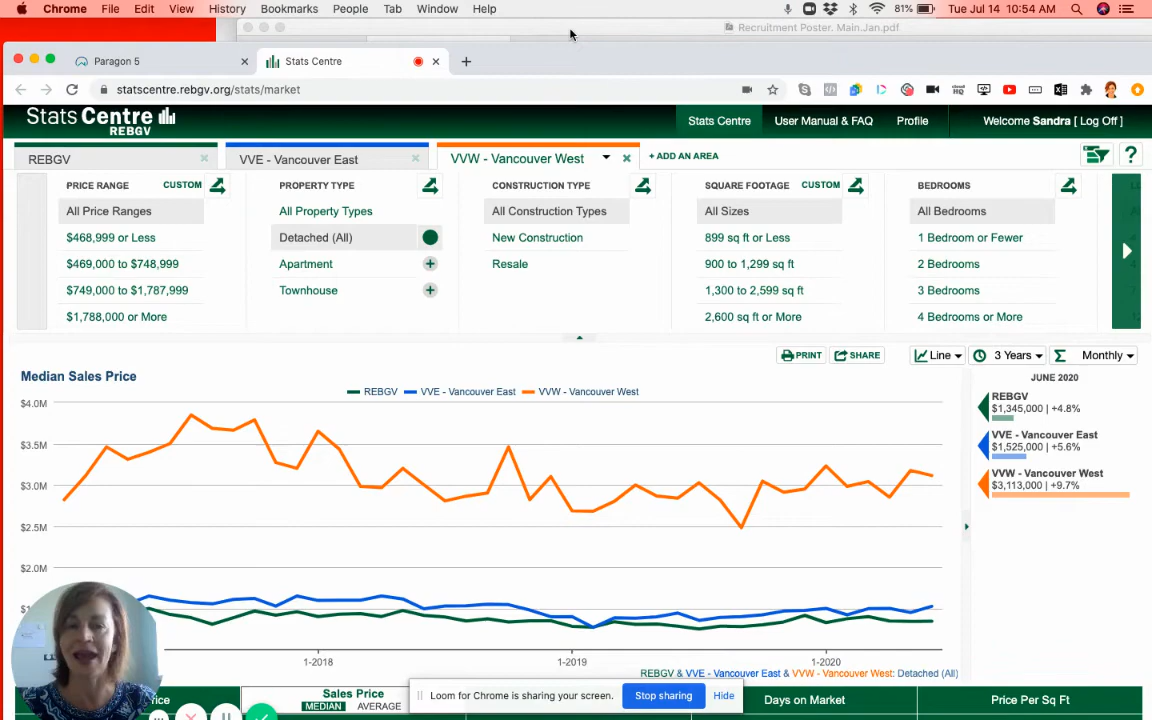 Chrome File Edit View History Bookmarks People Tab Window Help 81% Tue Jul 14 10:54 AM
Recruitment Poster. Main.Jan.pdf
Paragon 5 Stats Centre
statscentre.rebgv.org/stats/market
Stats Centre
REBGV
Stats Centre User Manual & FAQ Profile Welcome Sandra [ Log Off ]
REBGV VVE - Vancouver East VVW - Vancouver West + ADD AN AREA ?
PRICE RANGE CUSTOM PROPERTY TYPE CONSTRUCTION TYPE SQUARE FOOTAGE CUSTOM BEDROOMS
All Price Ranges All Property Types All Construction Types All Sizes All Bedrooms
$468,999 or Less Detached (All) New Construction 899 sq ft or Less 1 Bedroom or Fewer
$469,000 to $748,999 Apartment Resale 900 to 1,299 sq ft 2 Bedrooms
$749,000 to $1,787,999 Townhouse 1,300 to 2,599 sq ft 3 Bedrooms
$1,788,000 or More 2,600 sq ft or More 4 Bedrooms or More
PRINT SHARE Line 3 Years Σ Monthly
Median Sales Price
REBGV VVE - Vancouver East VVW - Vancouver West
JUNE 2020
REBGV
$1,345,000 | +4.8%
VVE - Vancouver East
$1,525,000 | +5.6%
VVW - Vancouver West
$3,113,000 | +9.7%
$4.0M
$3.5M
$3.0M
$2.5M
$2.0M
1-2018 1-2019 1-2020
REBGV & VVE - Vancouver East & VVW - Vancouver West: Detached (All)
Sales Price
MEDIAN AVERAGE
Loom for Chrome is sharing your screen. Stop sharing Hide
Days on Market Price Per Sq Ft